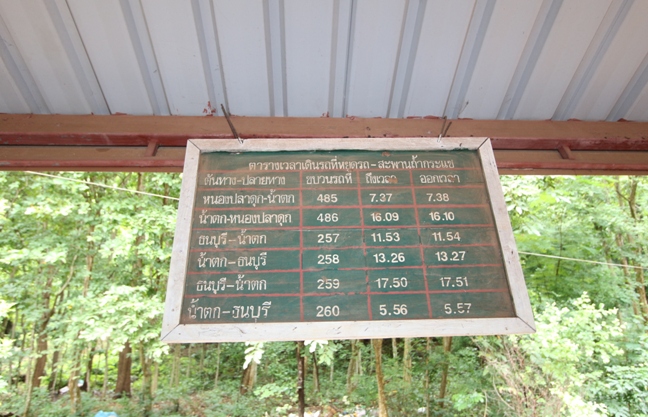 ตารางเวลาเดินรถที่หยุดรถ-สะพานถ้ำกระแซ
ต้นทาง-ปลายทาง ขบวนรถที่ ถึงเวลา ออกเวลา
หนองปลาดุก-น้ำตก 485 7.37 7.38
น้ำตก-หนองปลาดุก 486 16.09 16.10
ธนบุรี-น้ำตก 257 11.53 11.54
น้ำตก-ธนบุรี 258 13.26 13.27
ธนบุรี-น้ำตก 259 17.50 17.51
น้ำตก-ธนบุรี 260 5.56 5.57